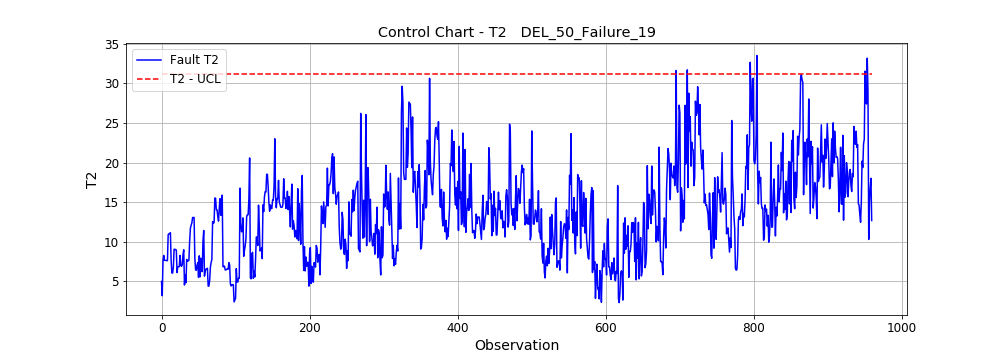 Control Chart - T2   DEL_50_Failure_19
35
30
25
20
15
10
5
T2
Fault T2
T2 - UCL
0
200
400
600
800
1000
Observation